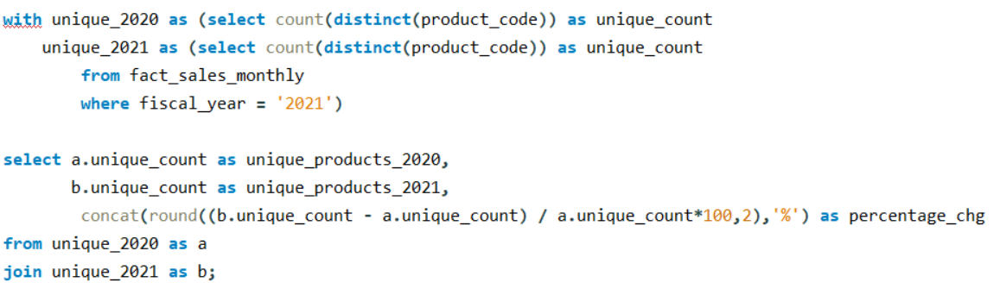 with unique_2020 as (select count(distinct(product_code)) as unique_count
unique_2021 as (select count(distinct(product_code)) as unique_count
from fact_sales_monthly
where fiscal_year = '2021')
select a.unique_count as unique_products_2020,
b.unique_count as unique_products_2021,
concat(round((b.unique_count - a.unique_count) / a.unique_count*100,2),'%') as percentage_chg
from unique_2020 as a
join unique_2021 as b;